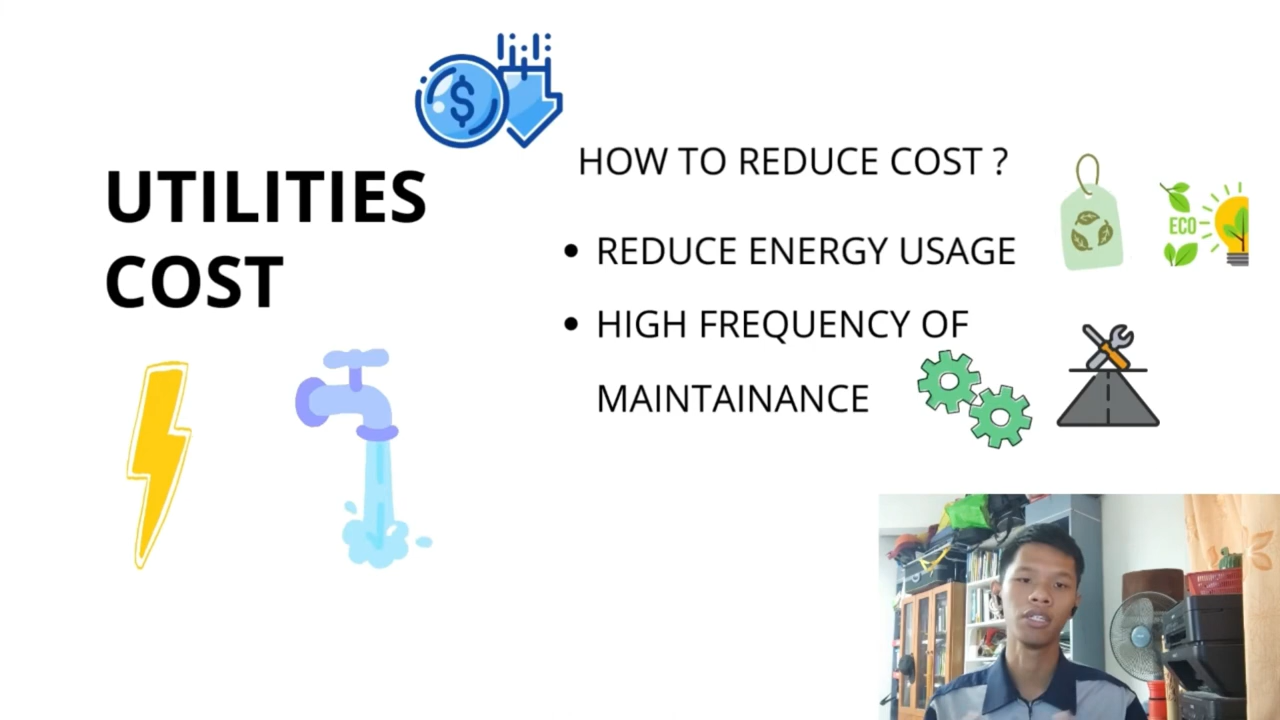 UTILITIES
COST
$
HOW TO REDUCE COST ?
• REDUCE ENERGY USAGE
• HIGH FREQUENCY OF
MAINTAINANCE
ECO